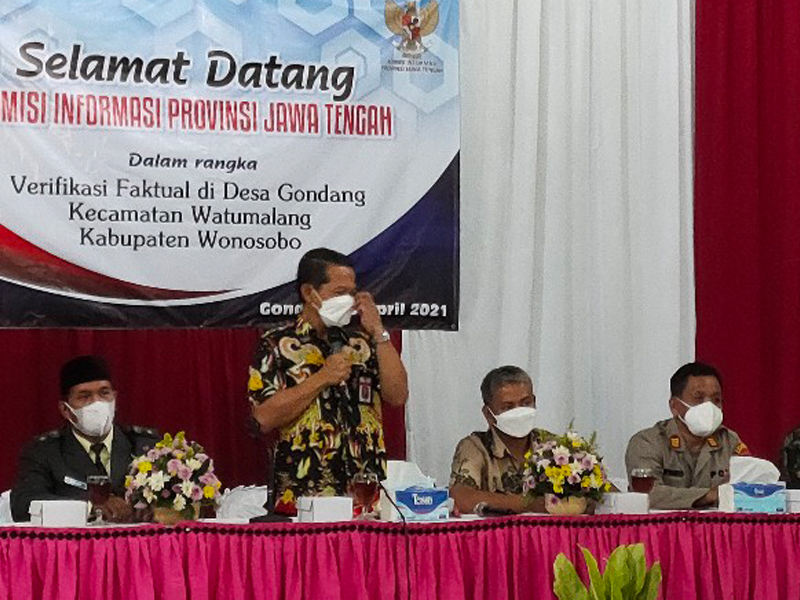 Selamat Datang
MISI INFORMASI PROVINSI JAWA TENGAH
Dalam rangka
Verifikasi Faktual di Desa Gondang
Kecamatan Watumalang
Kabupaten Wonosobo
April 2021